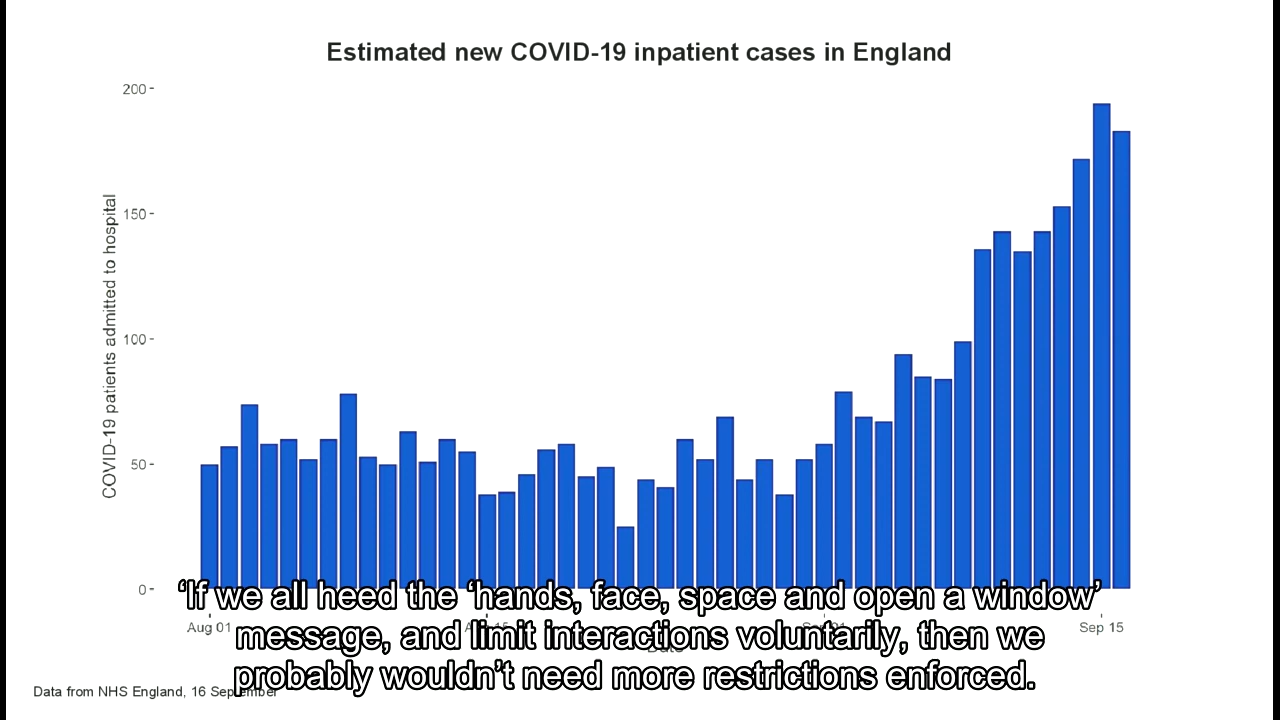 Estimated new COVID-19 inpatient cases in England
COVID-19 patients admitted to hospital
200
150
100
50
0
Aug 01
Sep 15
‘If we all heed the ‘hands, face, space and open a window’
message, and limit interactions voluntarily, then we
probably wouldn’t need more restrictions enforced.
Data from NHS England, 16 September